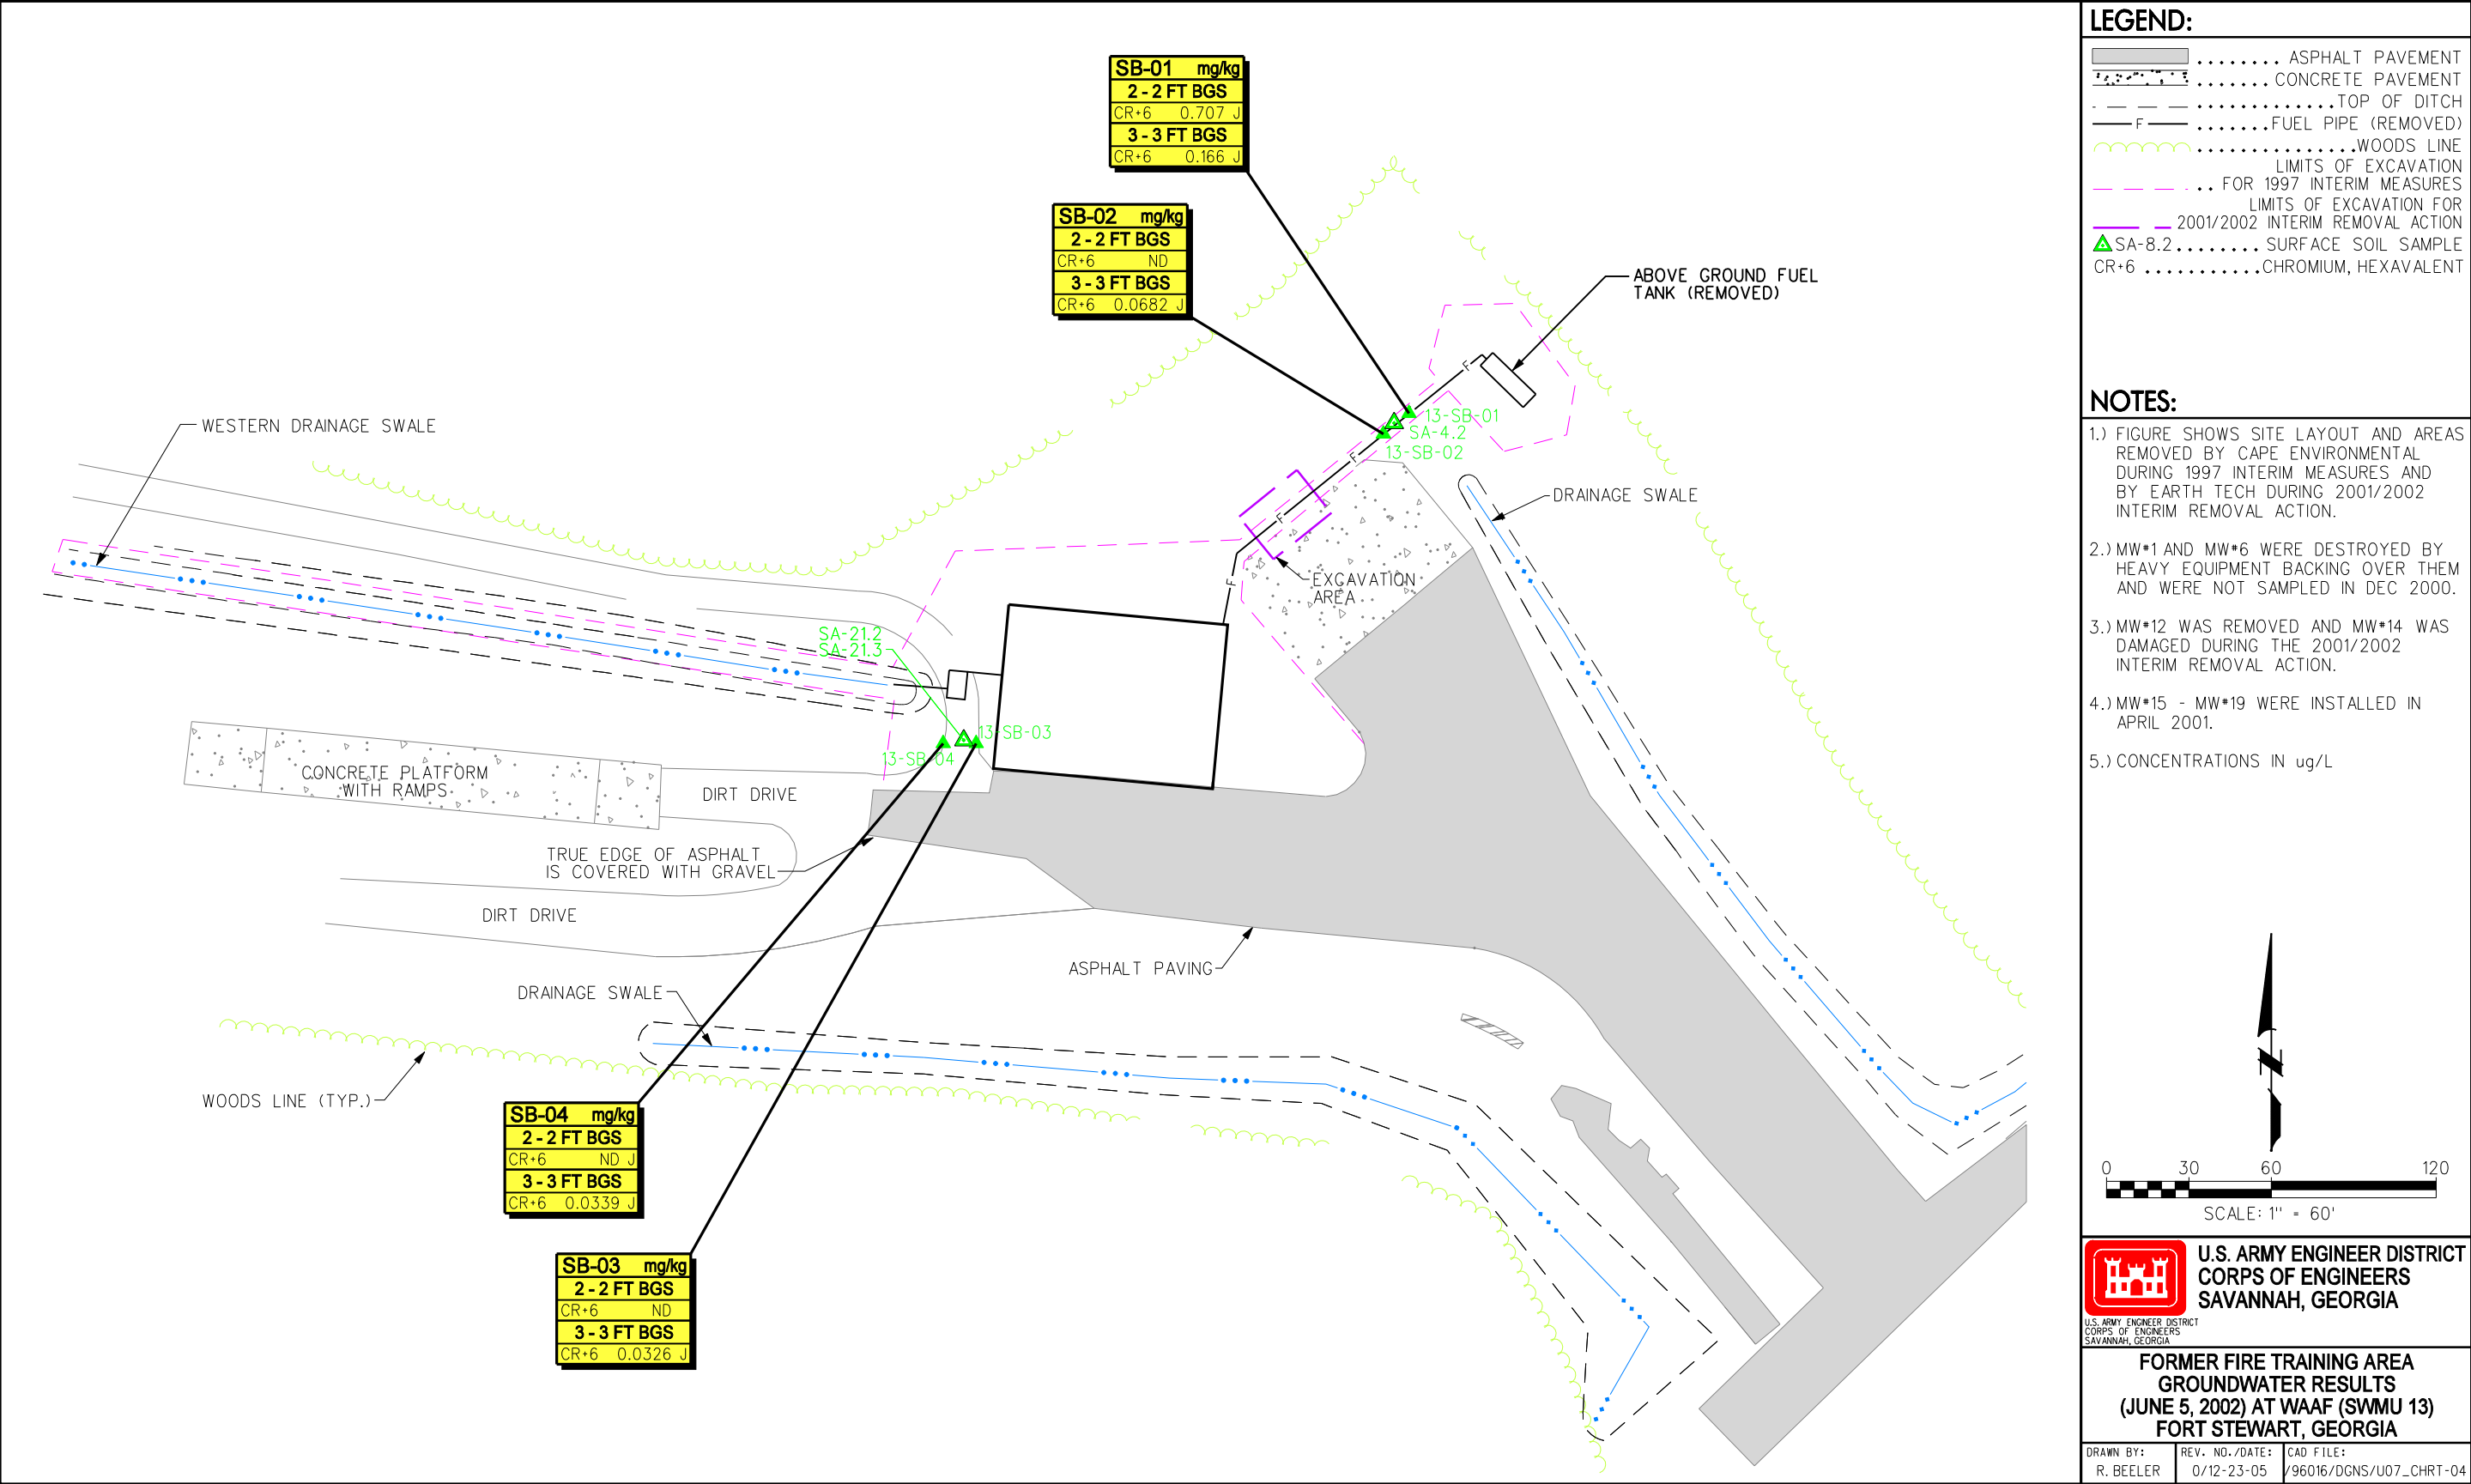 SB-01 mg/kg
2 - 2 FT BGS
CR+6 0.707 J
3 - 3 FT BGS
CR+6 0.166 J
SB-02 mg/kg
2 - 2 FT BGS
CR+6 ND
3 - 3 FT BGS
CR+6 0.0682 J
ABOVE GROUND FUEL
TANK (REMOVED)
F
13-SB-01
SA-4.2
13-SB-02
F
WESTERN DRAINAGE SWALE
DRAINAGE SWALE
F
EXCAVATION
AREA
F
SA-21.2
SA-21.3
13-SB-03
13-SB-04
CONCRETE PLATFORM
WITH RAMPS
DIRT DRIVE
TRUE EDGE OF ASPHALT
IS COVERED WITH GRAVEL
DIRT DRIVE
ASPHALT PAVING
DRAINAGE SWALE
WOODS LINE (TYP.)
SB-04 mg/kg
2 - 2 FT BGS
CR+6 ND J
3 - 3 FT BGS
CR+6 0.0339 J
SB-03 mg/kg
2 - 2 FT BGS
CR+6 ND
3 - 3 FT BGS
CR+6 0.0326 J
LEGEND:
........ ASPHALT PAVEMENT
....... CONCRETE PAVEMENT
.............TOP OF DITCH
F .......FUEL PIPE (REMOVED)
...............WOODS LINE
LIMITS OF EXCAVATION
.. FOR 1997 INTERIM MEASURES
LIMITS OF EXCAVATION FOR
2001/2002 INTERIM REMOVAL ACTION
SA-8.2........ SURFACE SOIL SAMPLE
CR+6 ...........CHROMIUM, HEXAVALENT
NOTES:
1.) FIGURE SHOWS SITE LAYOUT AND AREAS
REMOVED BY CAPE ENVIRONMENTAL
DURING 1997 INTERIM MEASURES AND
BY EARTH TECH DURING 2001/2002
INTERIM REMOVAL ACTION.
2.) MW#1 AND MW#6 WERE DESTROYED BY
HEAVY EQUIPMENT BACKING OVER THEM
AND WERE NOT SAMPLED IN DEC 2000.
3.) MW#12 WAS REMOVED AND MW#14 WAS
DAMAGED DURING THE 2001/2002
INTERIM REMOVAL ACTION.
4.) MW#15 - MW#19 WERE INSTALLED IN
APRIL 2001.
5.) CONCENTRATIONS IN ug/L
N
0 30 60 120
SCALE: 1" = 60'
U.S. ARMY ENGINEER DISTRICT
CORPS OF ENGINEERS
SAVANNAH, GEORGIA
U.S. ARMY ENGINEER DISTRICT
CORPS OF ENGINEERS
SAVANNAH, GEORGIA
FORMER FIRE TRAINING AREA
GROUNDWATER RESULTS
(JUNE 5, 2002) AT WAAF (SWMU 13)
FORT STEWART, GEORGIA
DRAWN BY: REV. NO./DATE: CAD FILE:
R. BEELER 0/12-23-05 /96016/DGNS/U07_CHRT-04